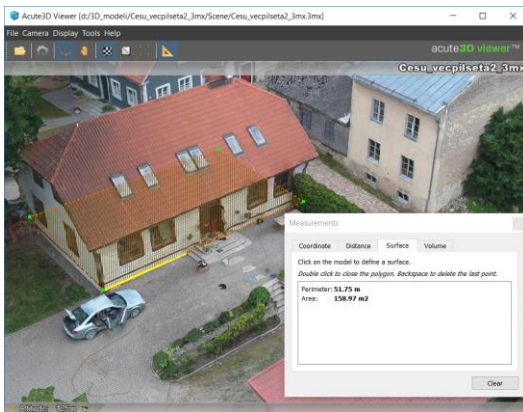 Acute3D Viewer [d:/3D_modeli/Cesu_vecpilseta2_3mx/Scene/Cesu_vecpilseta2_3mx.3mx]
File Camera Display Tools Help
acute3D viewer™
Cesu_vecpilseta2_3mx
Measurements
Coordinate Distance Surface Volume
Click on the model to define a surface.
Double click to close the polygon. Backspace to delete the last point.
Perimeter: 51.75 m
Area: 158.97 m2
Clear